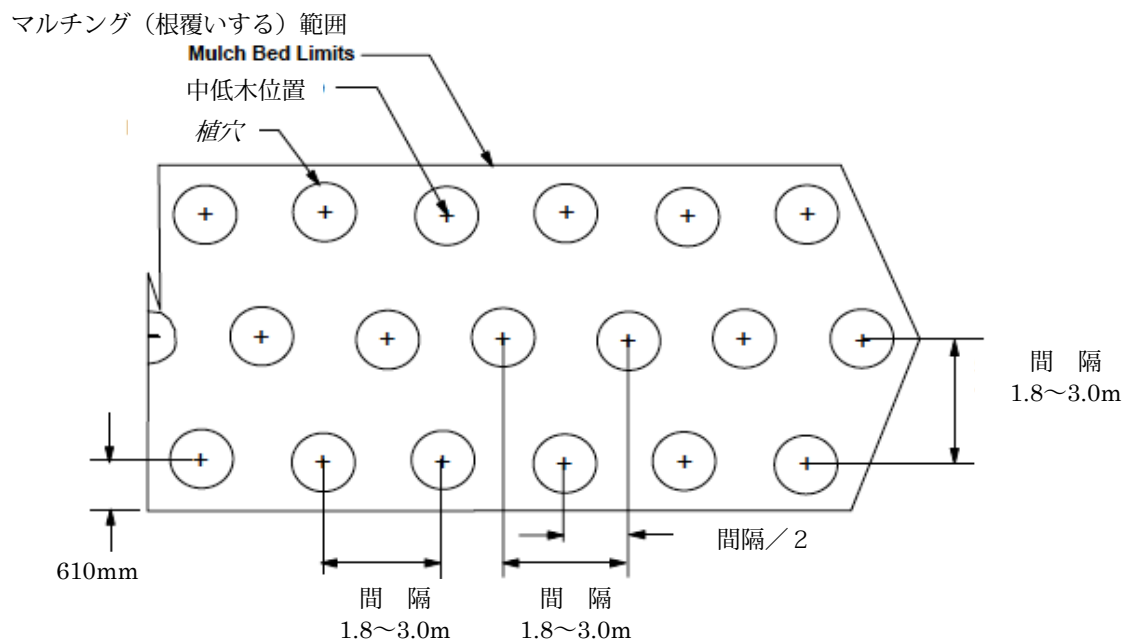 マルチング（根覆いする）範囲
Mulch Bed Limits
中低木位置
植穴
間　隔
1.8～3.0m
間隔／２
610mm
間　隔
1.8～3.0m
間　隔
1.8～3.0m